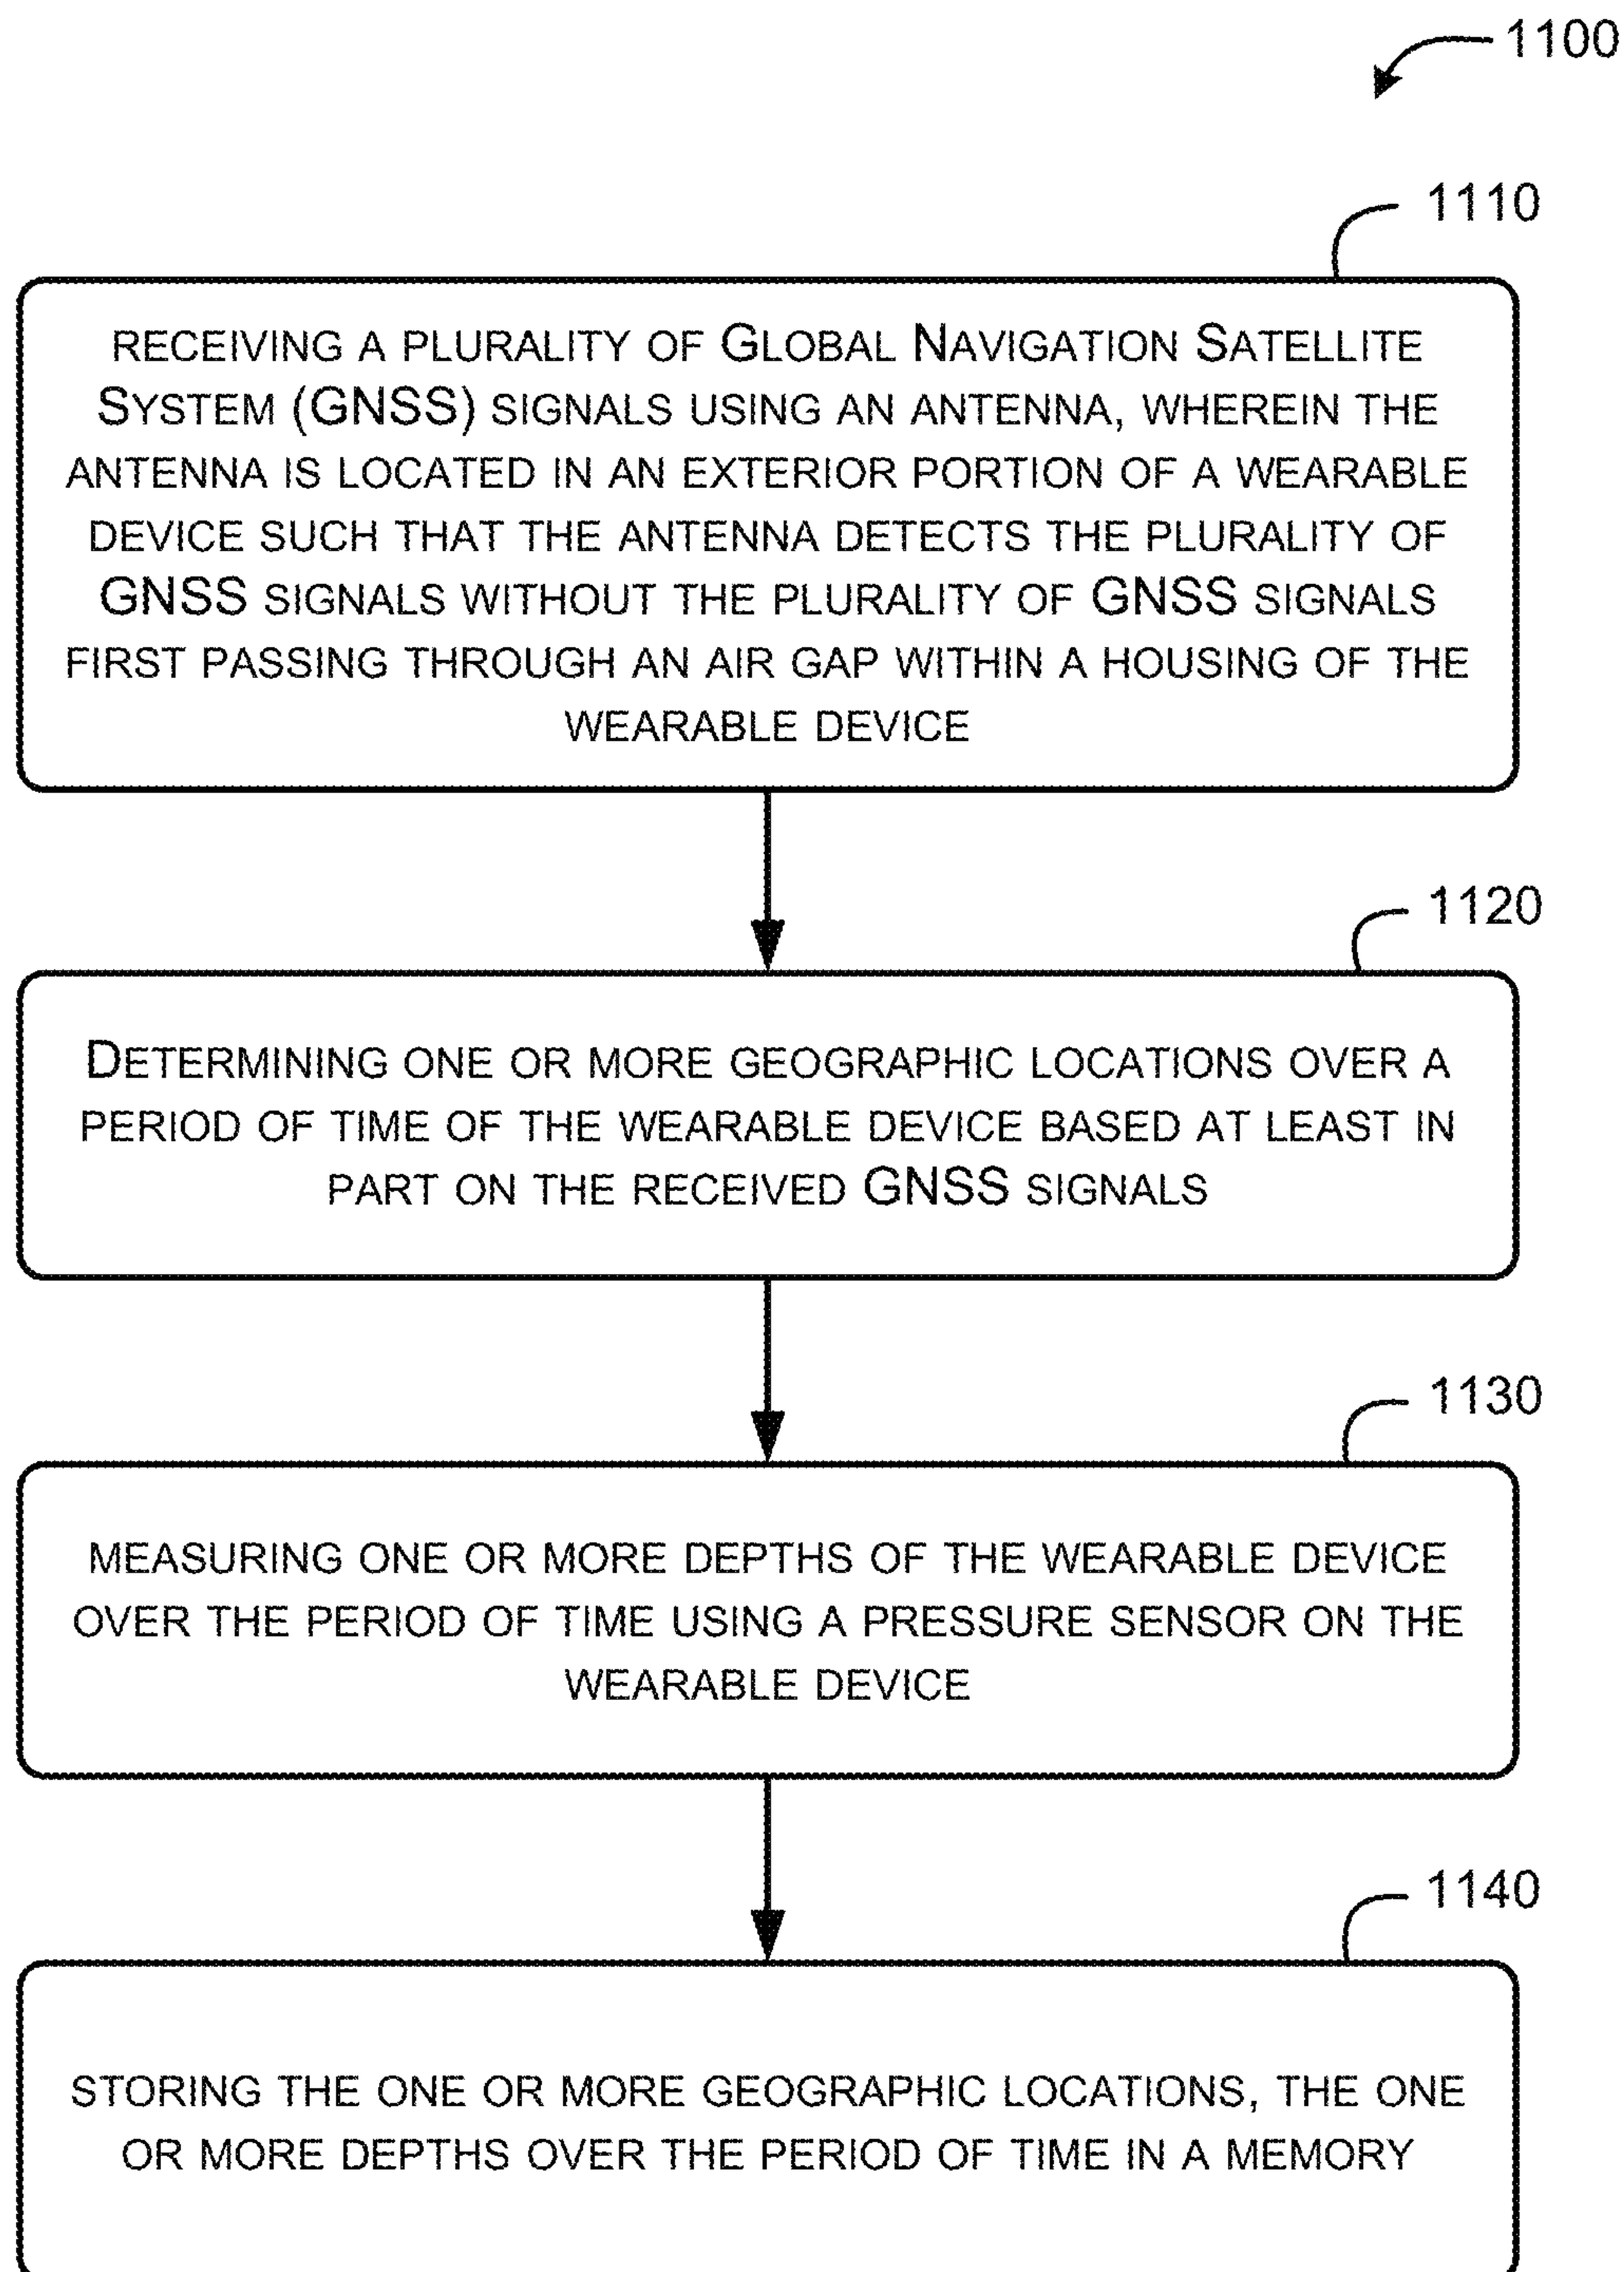 1100
1110
RECEIVING A PLURALITY OF GLOBAL NAVIGATION SATELLITE
SYSTEM (GNSS) SIGNALS USING AN ANTENNA, WHEREIN THE
ANTENNA IS LOCATED IN AN EXTERIOR PORTION OF A WEARABLE
DEVICE SUCH THAT THE ANTENNA DETECTS THE PLURALITY OF
GNSS SIGNALS WITHOUT THE PLURALITY OF GNSS SIGNALS
FIRST PASSING THROUGH AN AIR GAP WITHIN A HOUSING OF THE
WEARABLE DEVICE
1120
DETERMINING ONE OR MORE GEOGRAPHIC LOCATIONS OVER A
PERIOD OF TIME OF THE WEARABLE DEVICE BASED AT LEAST IN
PART ON THE RECEIVED GNSS SIGNALS
1130
MEASURING ONE OR MORE DEPTHS OF THE WEARABLE DEVICE
OVER THE PERIOD OF TIME USING A PRESSURE SENSOR ON THE
WEARABLE DEVICE
1140
STORING THE ONE OR MORE GEOGRAPHIC LOCATIONS, THE ONE
OR MORE DEPTHS OVER THE PERIOD OF TIME IN A MEMORY